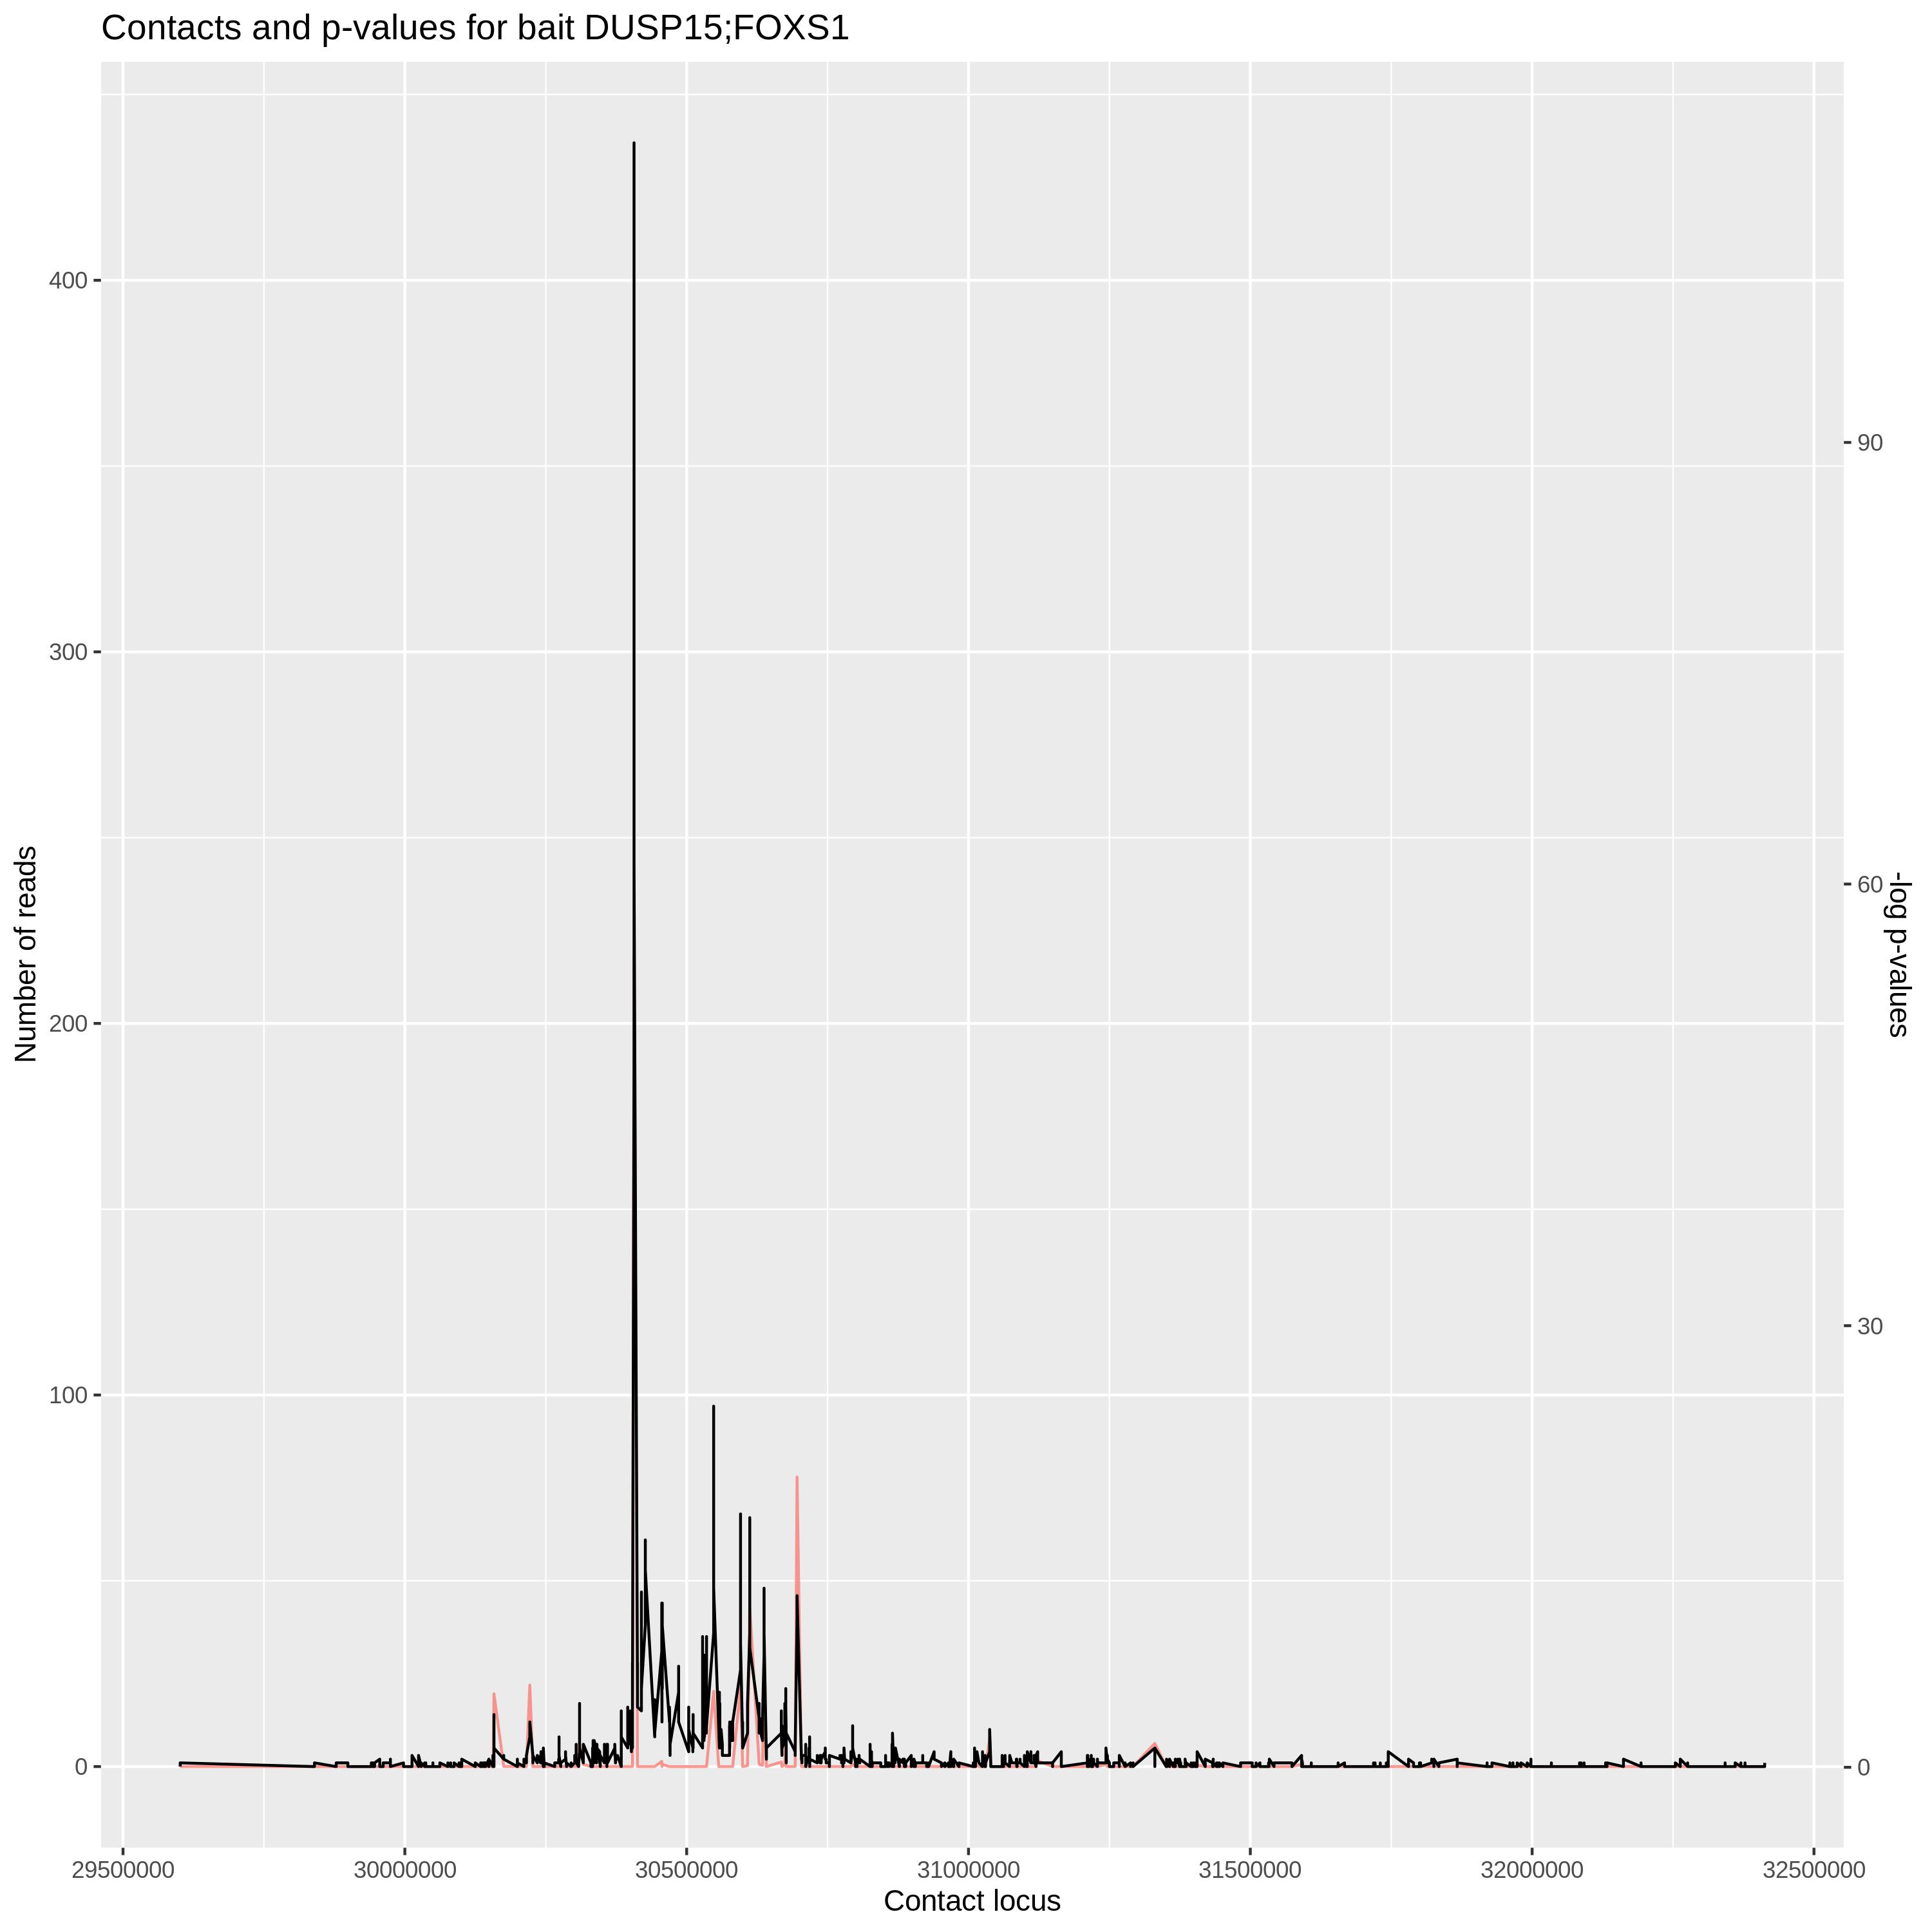 Contacts and p-values for bait DUSP15;FOXS1
400
300
200
100
0
Number of reads
90
60
30
0
-log p-values
29500000 30000000 30500000 31000000 31500000 32000000 32500000
Contact locus